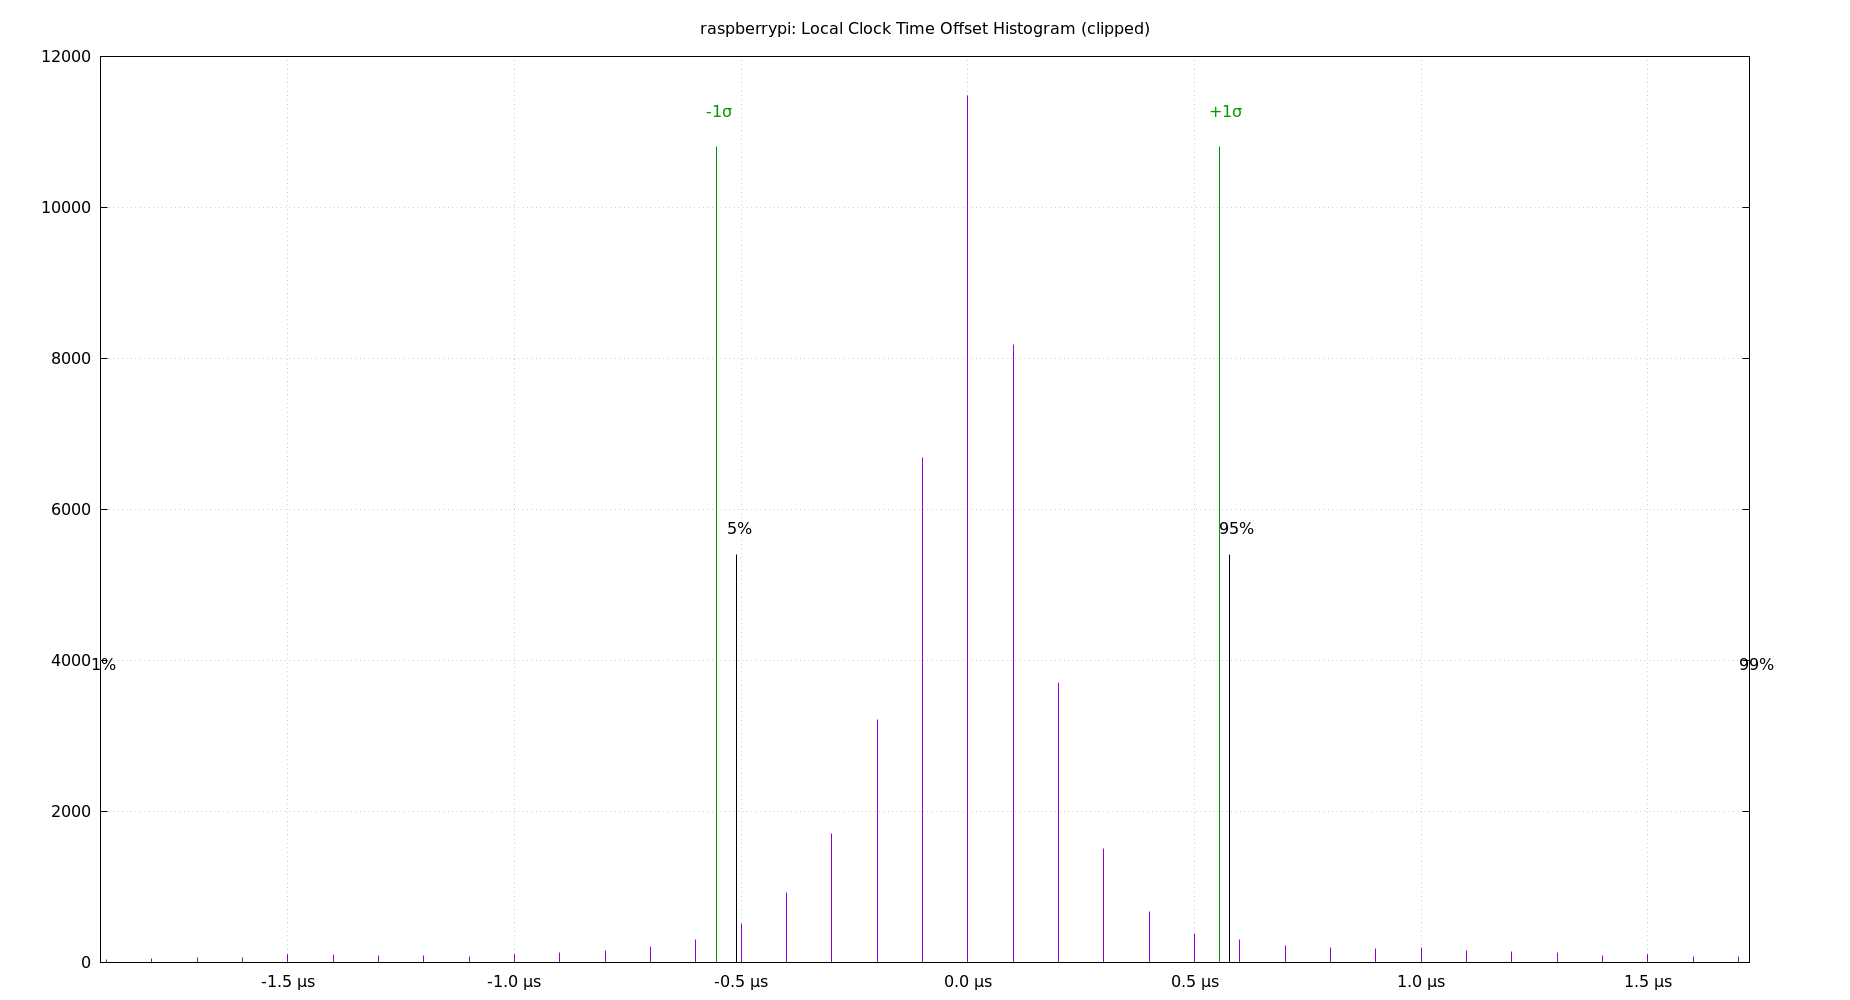 raspberrypi: Local Clock Time Offset Histogram (clipped)
12000
-1σ
+1σ
10000
8000
6000
5%
95%
4000
1%
99%
2000
0
-1.5 µs
-1.0 µs
-0.5 µs
0.0 µs
0.5 µs
1.0 µs
1.5 µs